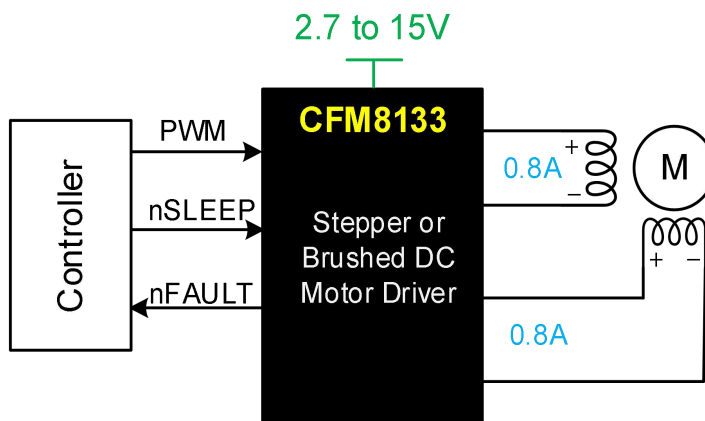 2.7 to 15V
CFM8133
Controller
PWM
nSLEEP
nFAULT
Stepper or
Brushed DC
Motor Driver
+
0.8A
−
M
+ −
0.8A